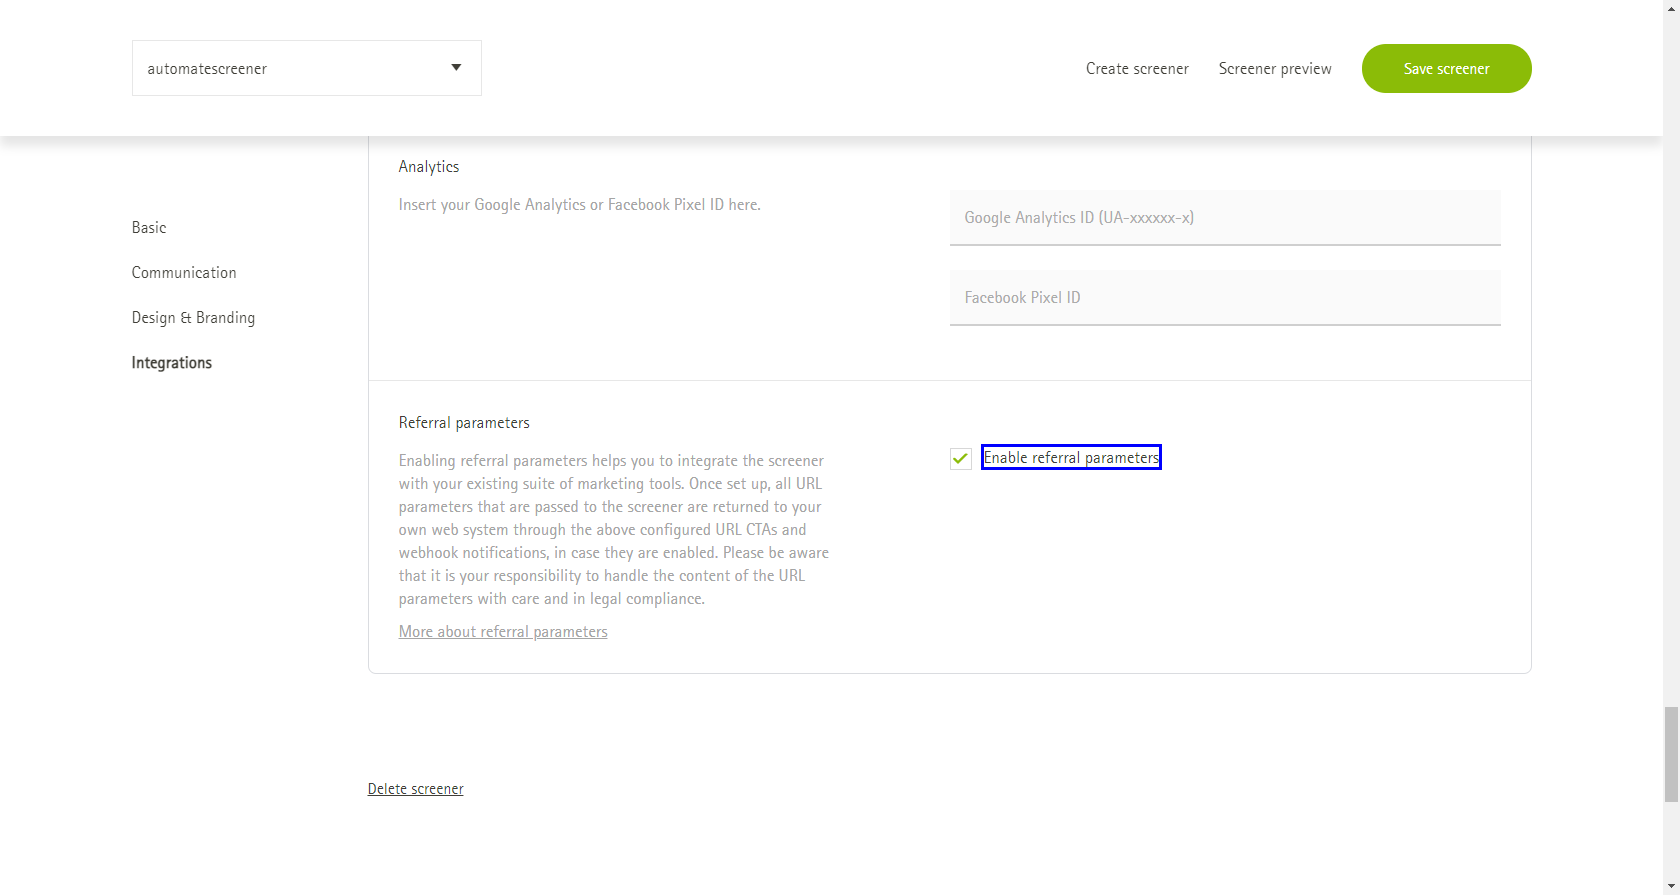 automatescreener
Create screener
Screener preview
Save screener
Basic
Communication
Design & Branding
Integrations
Analytics
Insert your Google Analytics or Facebook Pixel ID here.
Google Analytics ID (UA-xxxxxx-x)
Facebook Pixel ID
Referral parameters
Enabling referral parameters helps you to integrate the screener
with your existing suite of marketing tools. Once set up, all URL
parameters that are passed to the screener are returned to your
own web system through the above configured URL CTAs and
webhook notifications, in case they are enabled. Please be aware
that it is your responsibility to handle the content of the URL
parameters with care and in legal compliance.
More about referral parameters
Enable referral parameters
Delete screener